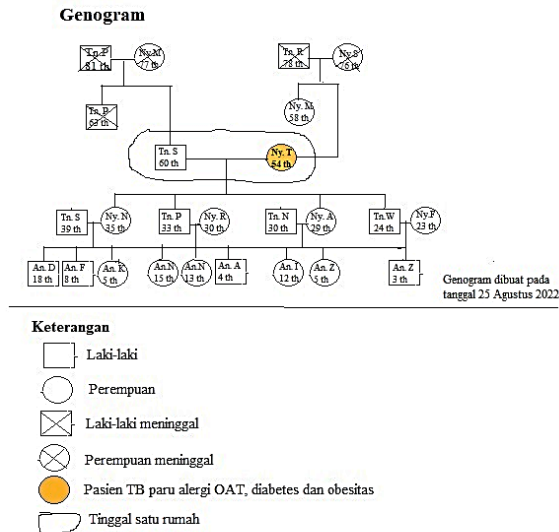 Genogram
Tn. P
81 th
Ny.M
77 th
Tn. R
78 th
Ny.S
76 th
Tn. P
63 th
Ny. M
58 th
Tn. S
60 th
Ny. T
54 th
Tn. S
39 th
Ny. N
35 th
Tn. P
33 th
Ny. R
30 th
Tn. N
30 th
Ny. A
29 th
Tn.W
24 th
Ny.F
23 th
An. D
18 th
An. F
8 th
An. K
5 th
An.N
15 th
An.N
13 th
An. A
4 th
An. I
12 th
An. Z
5 th
An. Z
3 th
Genogram dibuat pada
tanggal 25 Agustus 2022
Keterangan
Laki-laki
Perempuan
Laki-laki meninggal
Perempuan meninggal
Pasien TB paru alergi OAT, diabetes dan obesitas
Tinggal satu rumah